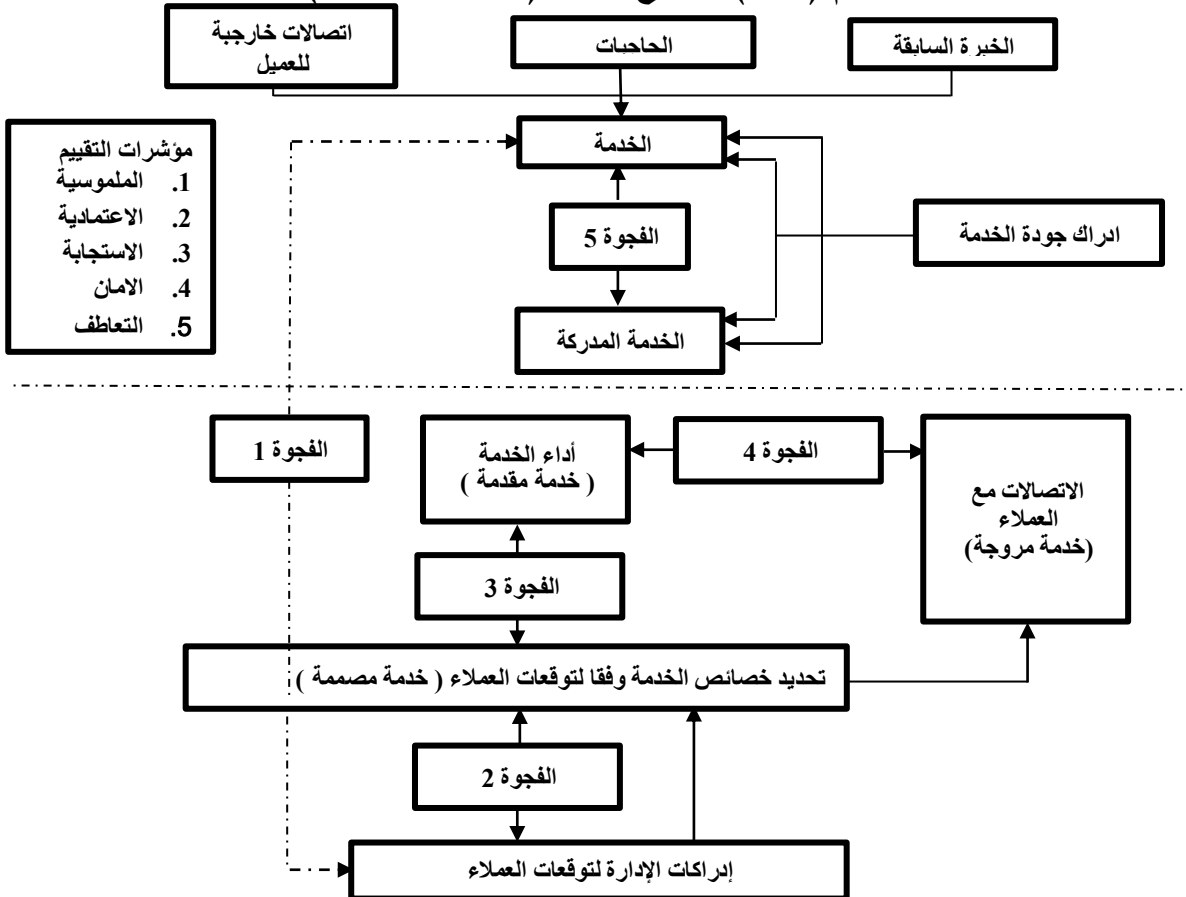 اتصالات خارجبة
للعميل
الحاجبات
الخبرة السابقة
الخدمة
مؤشرات التقييم
1. الملموسية
2. الاعتمادية
3. الاستجابة
4. الامان
5. التعاطف
الفجوة 5
ادراك جودة الخدمة
الخدمة المدركة
الفجوة 1
أداء الخدمة
( خدمة مقدمة )
الفجوة 4
الاتصالات مع
العملاء
(خدمة مروجة)
الفجوة 3
تحديد خصائص الخدمة وفقا لتوقعات العملاء ( خدمة مصممة )
الفجوة 2
إدراكات الإدارة لتوقعات العملاء